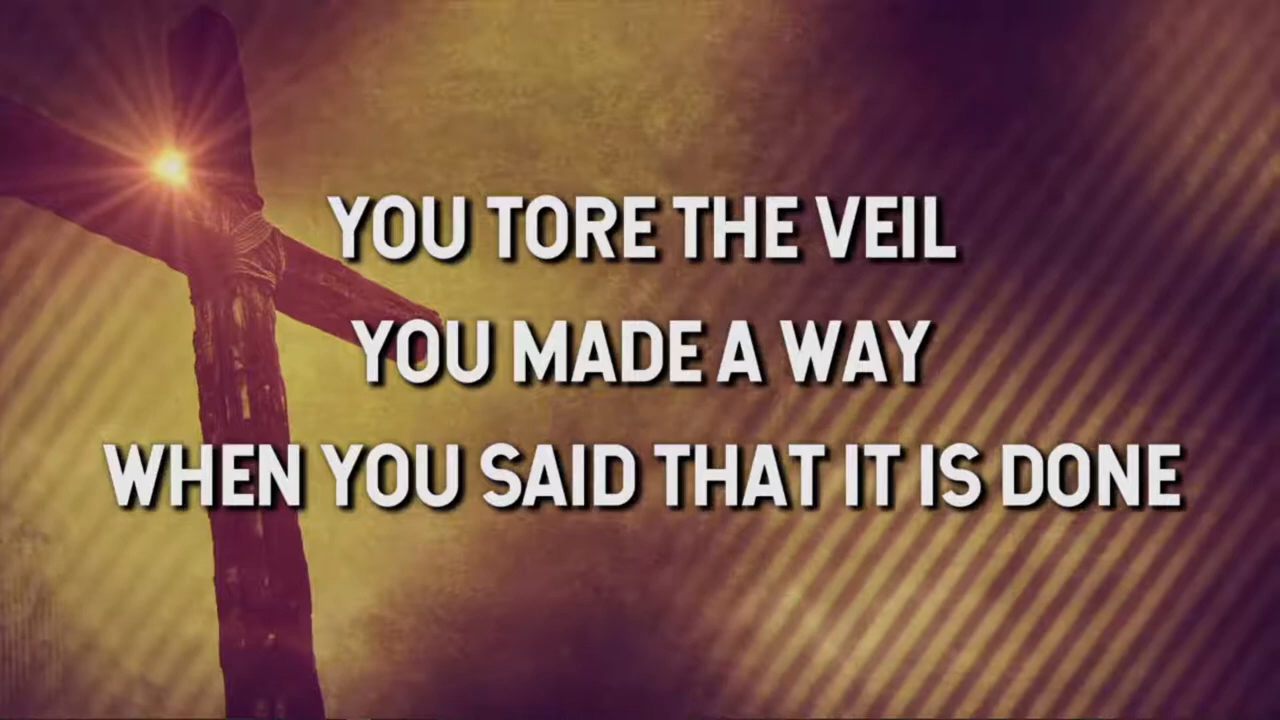 YOU TORE THE VEIL
YOU MADE A WAY
WHEN YOU SAID THAT IT IS DONE